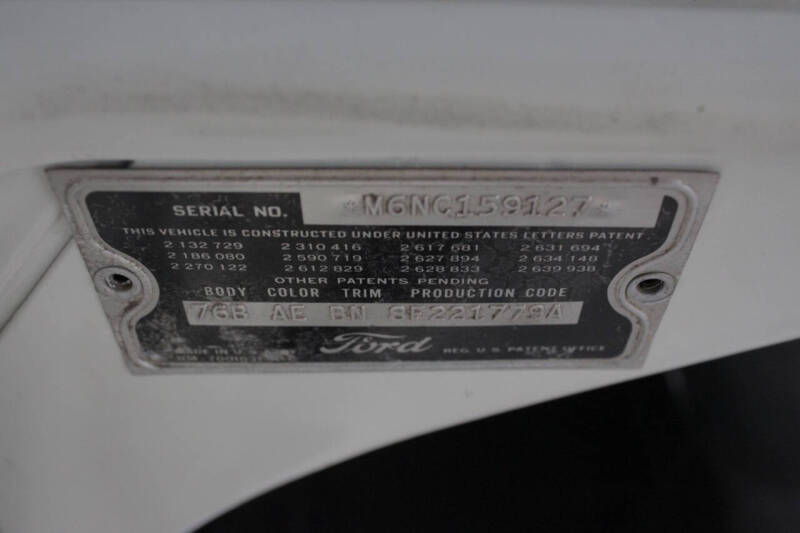 SERIAL NO. *M6NC159127*
THIS VEHICLE IS CONSTRUCTED UNDER UNITED STATES LETTERS PATENT
2 132 729 2 310 416 2 617 681 2 631 694
2 186 080 2 590 719 2 627 894 2 634 148
2 270 122 2 612 829 2 628 833 2 639 938
OTHER PATENTS PENDING
BODY COLOR TRIM PRODUCTION CODE
76B AE BN 8F221779A
MADE IN U.S.A. BY Ford REG. U.S. PATENT OFFICE